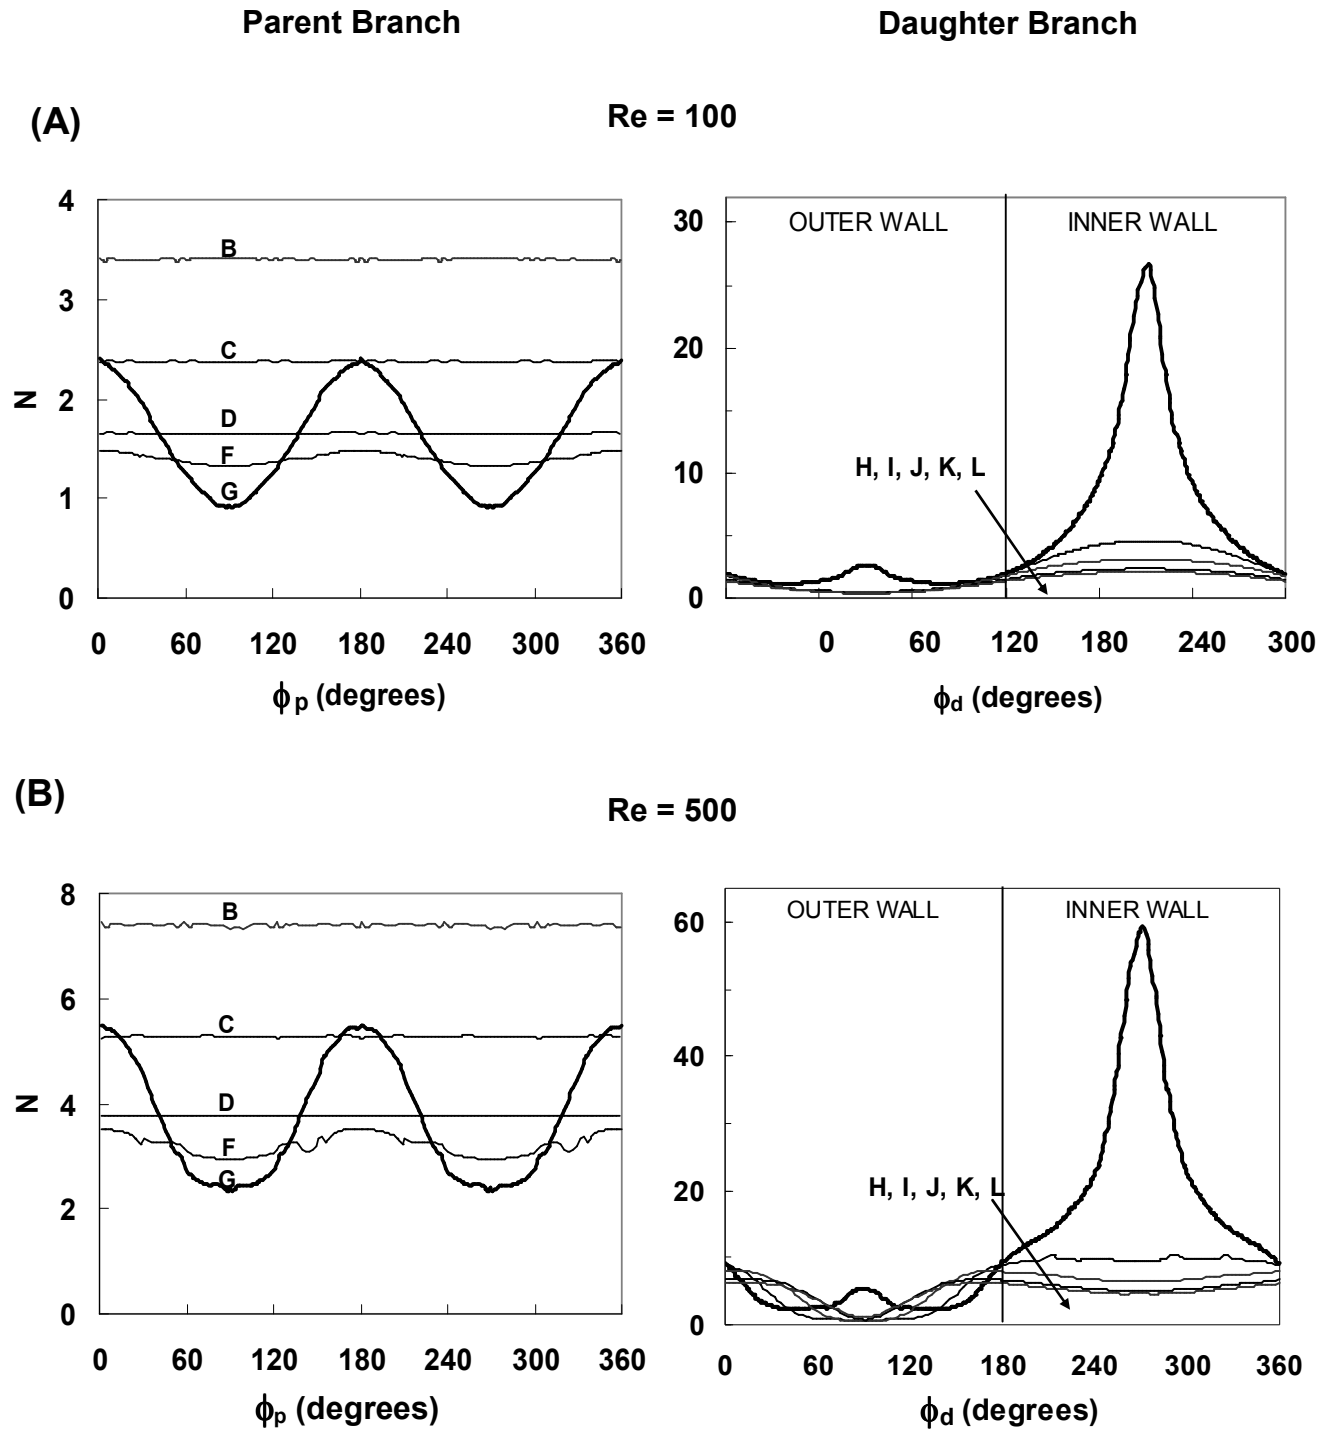 Parent Branch Daughter Branch
(A) Re = 100
4
3
2
1
0
N
B
C
D
F
G
0 60 120 180 240 300 360
ϕp (degrees)
30
20
10
0
OUTER WALL INNER WALL
H, I, J, K, L
0 60 120 180 240 300
ϕd (degrees)
(B) Re = 500
8
6
4
2
0
N
B
C
D
F
G
0 60 120 180 240 300 360
ϕp (degrees)
60
40
20
0
OUTER WALL INNER WALL
H, I, J, K, L
0 60 120 180 240 300 360
ϕd (degrees)